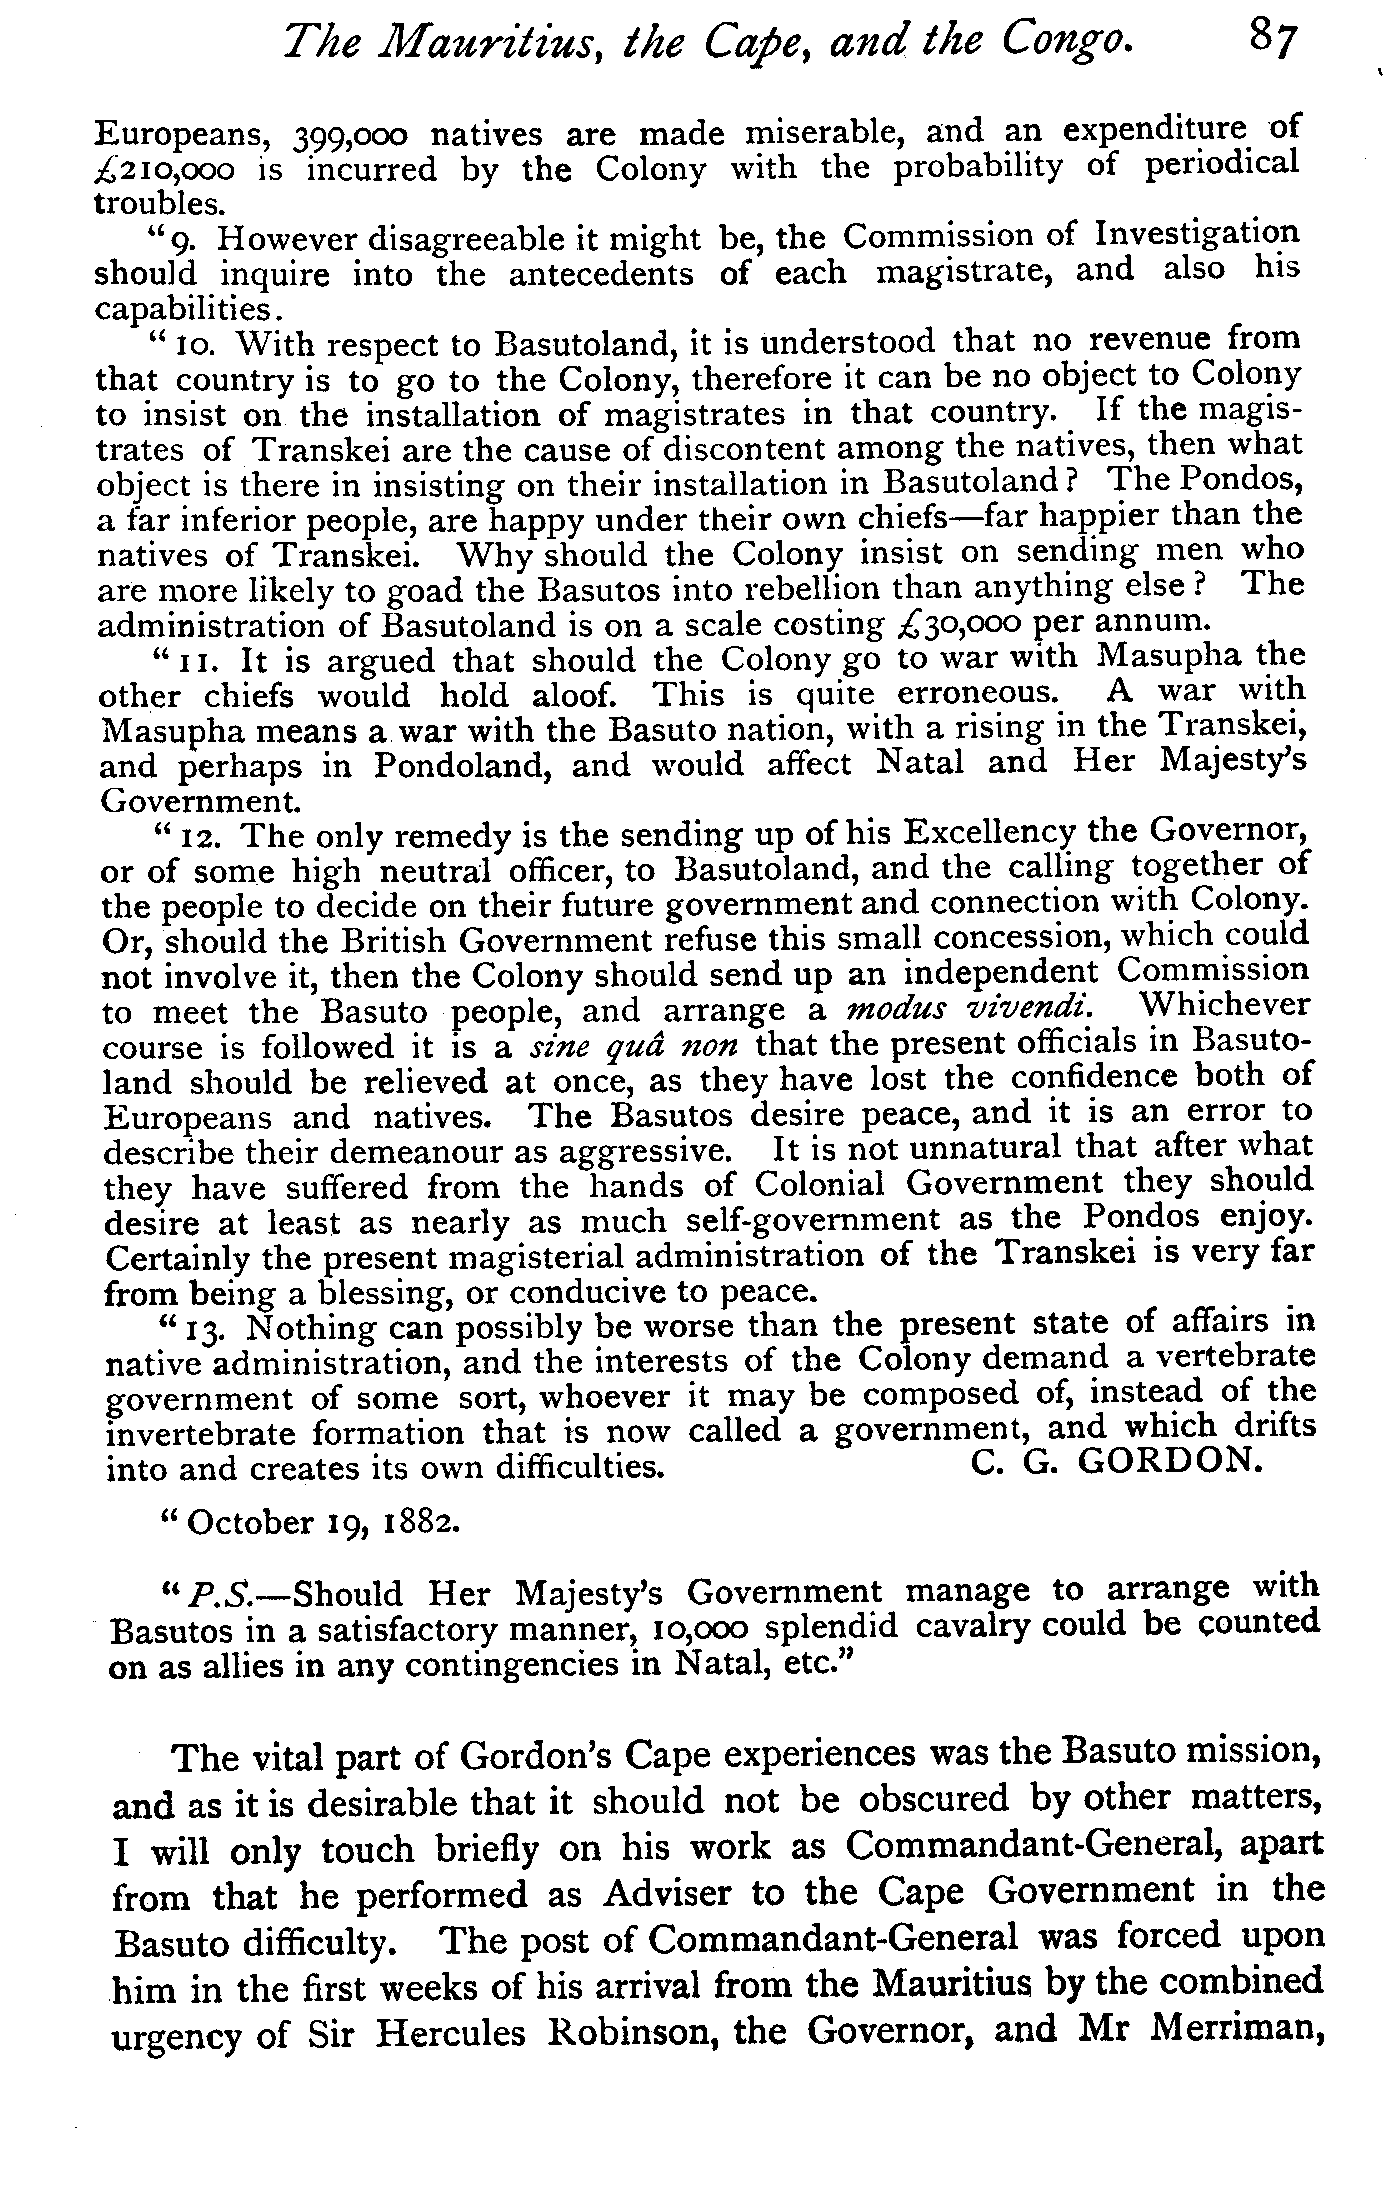 The Mauritius, the Cape, and the Congo. 87
Europeans, 399,000 natives are made miserable, and an expenditure of
£210,000 is incurred by the Colony with the probability of periodical
troubles.
"9. However disagreeable it might be, the Commission of Investigation
should inquire into the antecedents of each magistrate, and also his
capabilities.
"10. With respect to Basutoland, it is understood that no revenue from
that country is to go to the Colony, therefore it can be no object to Colony
to insist on the installation of magistrates in that country. If the magis-
trates of Transkei are the cause of discontent among the natives, then what
object is there in insisting on their installation in Basutoland? The Pondos,
a far inferior people, are happy under their own chiefs—far happier than the
natives of Transkei. Why should the Colony insist on sending men who
are more likely to goad the Basutos into rebellion than anything else? The
administration of Basutoland is on a scale costing £30,000 per annum.
"11. It is argued that should the Colony go to war with Masupha the
other chiefs would hold aloof. This is quite erroneous. A war with
Masupha means a war with the Basuto nation, with a rising in the Transkei,
and perhaps in Pondoland, and would affect Natal and Her Majesty's
Government.
"12. The only remedy is the sending up of his Excellency the Governor,
or of some high neutral officer, to Basutoland, and the calling together of
the people to decide on their future government and connection with Colony.
Or, should the British Government refuse this small concession, which could
not involve it, then the Colony should send up an independent Commission
to meet the Basuto people, and arrange a modus vivendi. Whichever
course is followed it is a sine quâ non that the present officials in Basuto-
land should be relieved at once, as they have lost the confidence both of
Europeans and natives. The Basutos desire peace, and it is an error to
describe their demeanour as aggressive. It is not unnatural that after what
they have suffered from the hands of Colonial Government they should
desire at least as nearly as much self-government as the Pondos enjoy.
Certainly the present magisterial administration of the Transkei is very far
from being a blessing, or conducive to peace.
"13. Nothing can possibly be worse than the present state of affairs in
native administration, and the interests of the Colony demand a vertebrate
government of some sort, whoever it may be composed of, instead of the
invertebrate formation that is now called a government, and which drifts
into and creates its own difficulties. C. G. GORDON.
"October 19, 1882.
"P.S.—Should Her Majesty's Government manage to arrange with
Basutos in a satisfactory manner, 10,000 splendid cavalry could be counted
on as allies in any contingencies in Natal, etc."
The vital part of Gordon's Cape experiences was the Basuto mission,
and as it is desirable that it should not be obscured by other matters,
I will only touch briefly on his work as Commandant-General, apart
from that he performed as Adviser to the Cape Government in the
Basuto difficulty. The post of Commandant-General was forced upon
him in the first weeks of his arrival from the Mauritius by the combined
urgency of Sir Hercules Robinson, the Governor, and Mr Merriman,